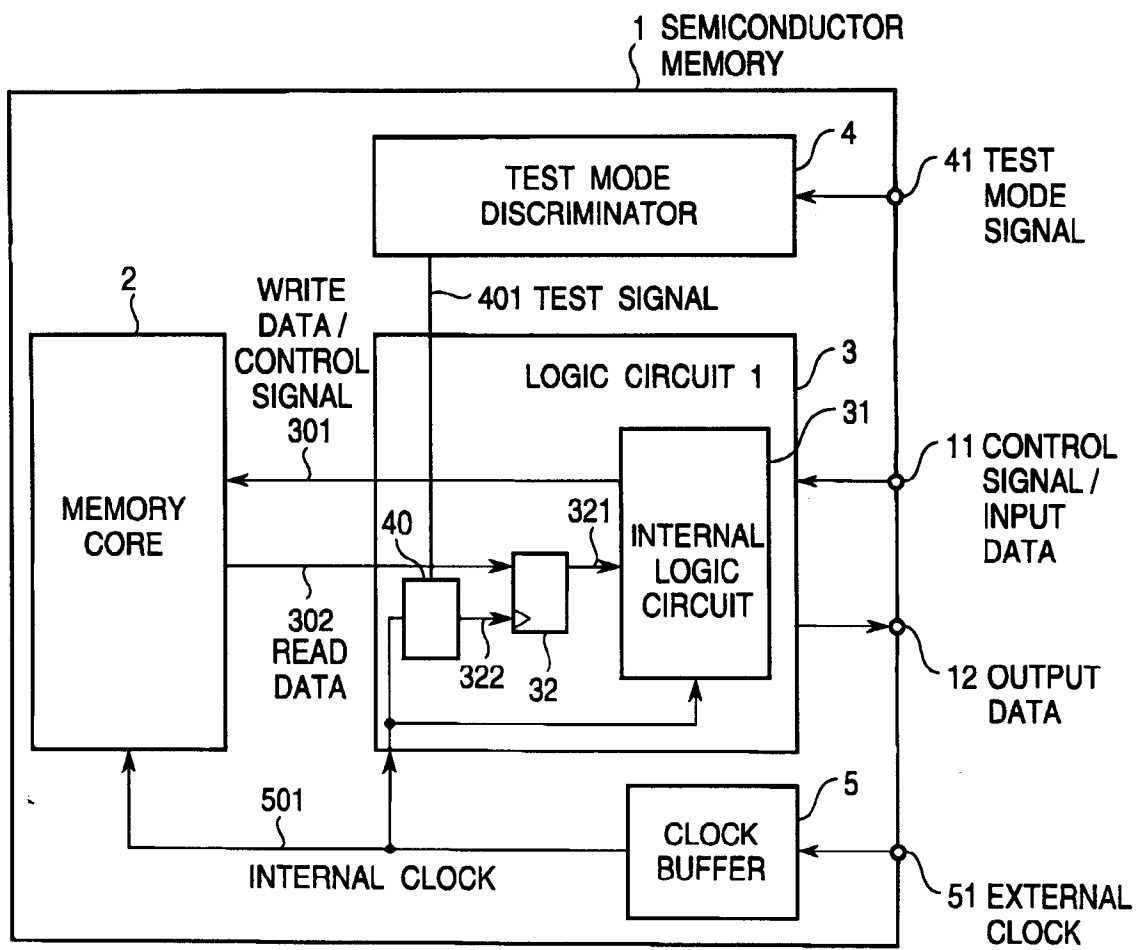 1 SEMICONDUCTOR
MEMORY
4
TEST MODE
DISCRIMINATOR
41 TEST
MODE
SIGNAL
401 TEST SIGNAL
2
WRITE
DATA /
CONTROL
SIGNAL
301
3
LOGIC CIRCUIT 1
31
11 CONTROL
SIGNAL /
INPUT
DATA
MEMORY
CORE
40
321
INTERNAL
LOGIC
CIRCUIT
302
READ
DATA
322
32
12 OUTPUT
DATA
501
INTERNAL CLOCK
5
CLOCK
BUFFER
51 EXTERNAL
CLOCK